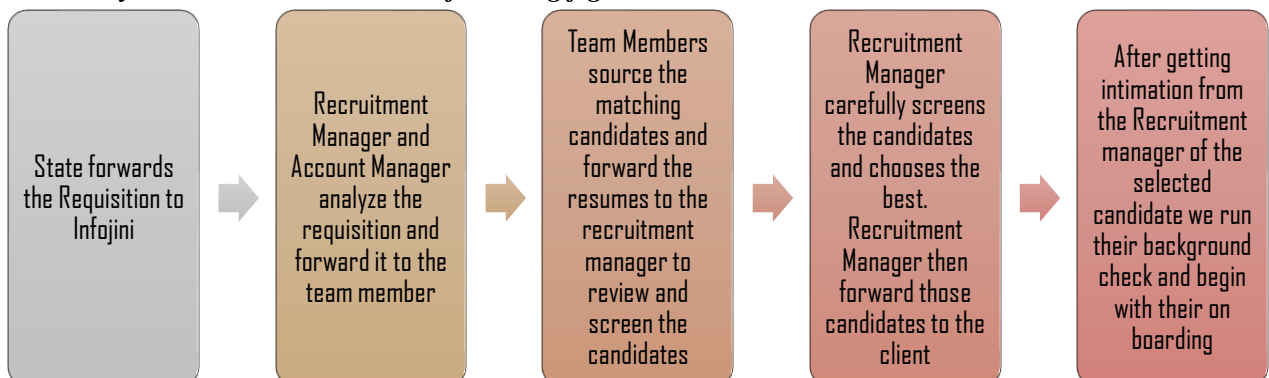 State forwards
the Requisition to
Infojini
Recruitment
Manager and
Account Manager
analyze the
requisition and
forward it to the
team member
Team Members
source the
matching
candidates and
forward the
resumes to the
recruitment
manager to
review and
screen the
candidates
Recruitment
Manager
carefully screens
the candidates
and chooses the
best.
Recruitment
Manager then
forward those
candidates to the
client
After getting
intimation from
the Recruitment
manager of the
selected
candidate we run
their background
check and begin
with their on
boarding